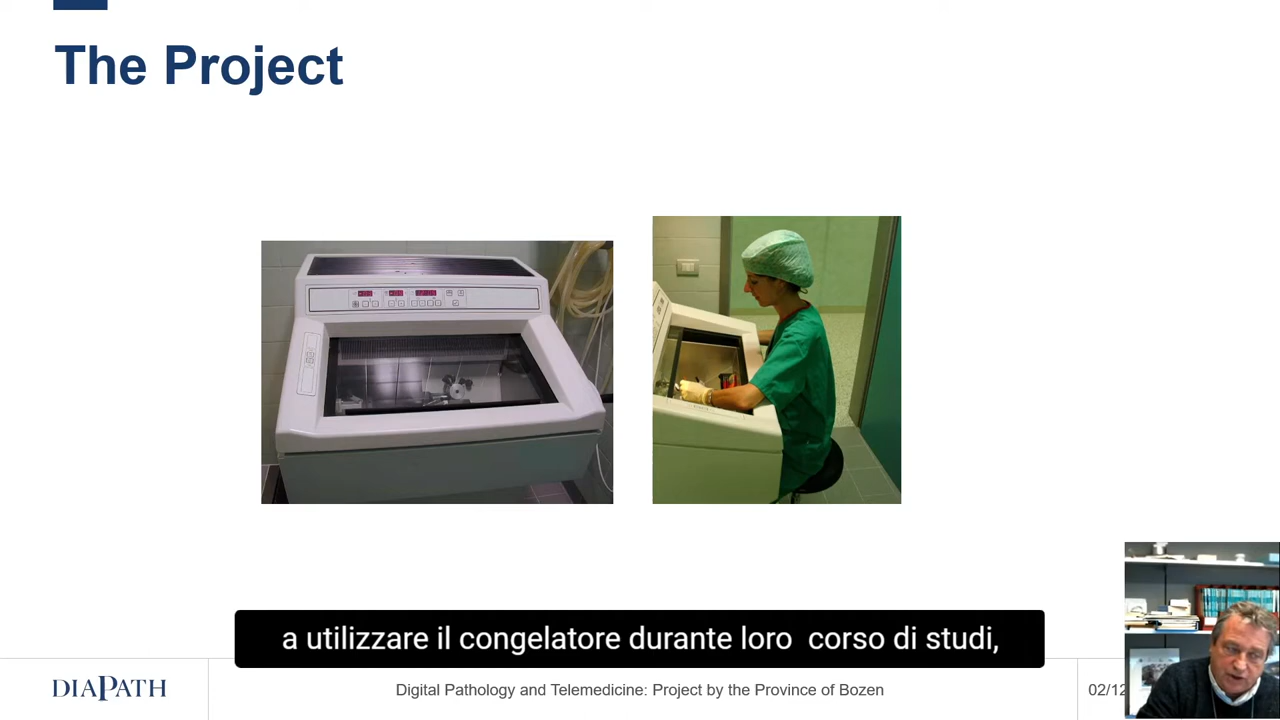 The Project
a utilizzare il congelatore durante loro corso di studi,
DIAPATH
Digital Pathology and Telemedicine: Project by the Province of Bozen
02/12